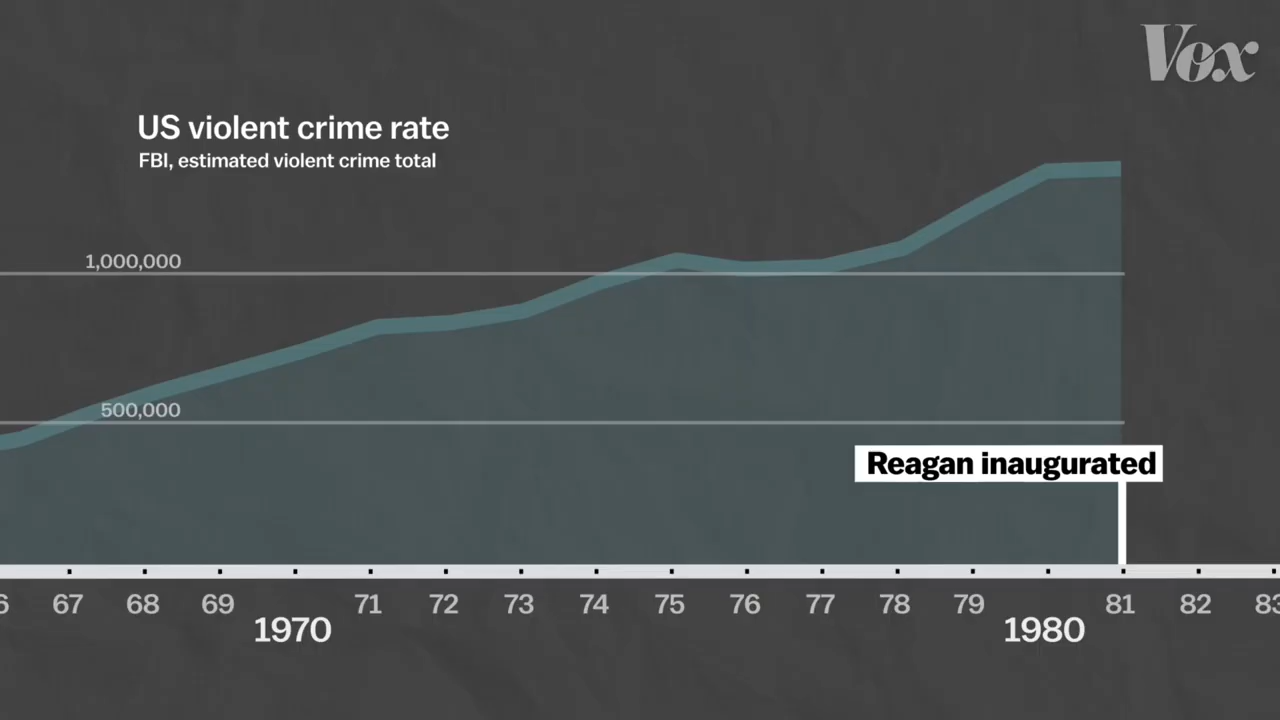 Vox
US violent crime rate
FBI, estimated violent crime total
1,000,000
500,000
Reagan inaugurated
6 67 68 69 71 72 73 74 75 76 77 78 79 81 82 83
1970 1980